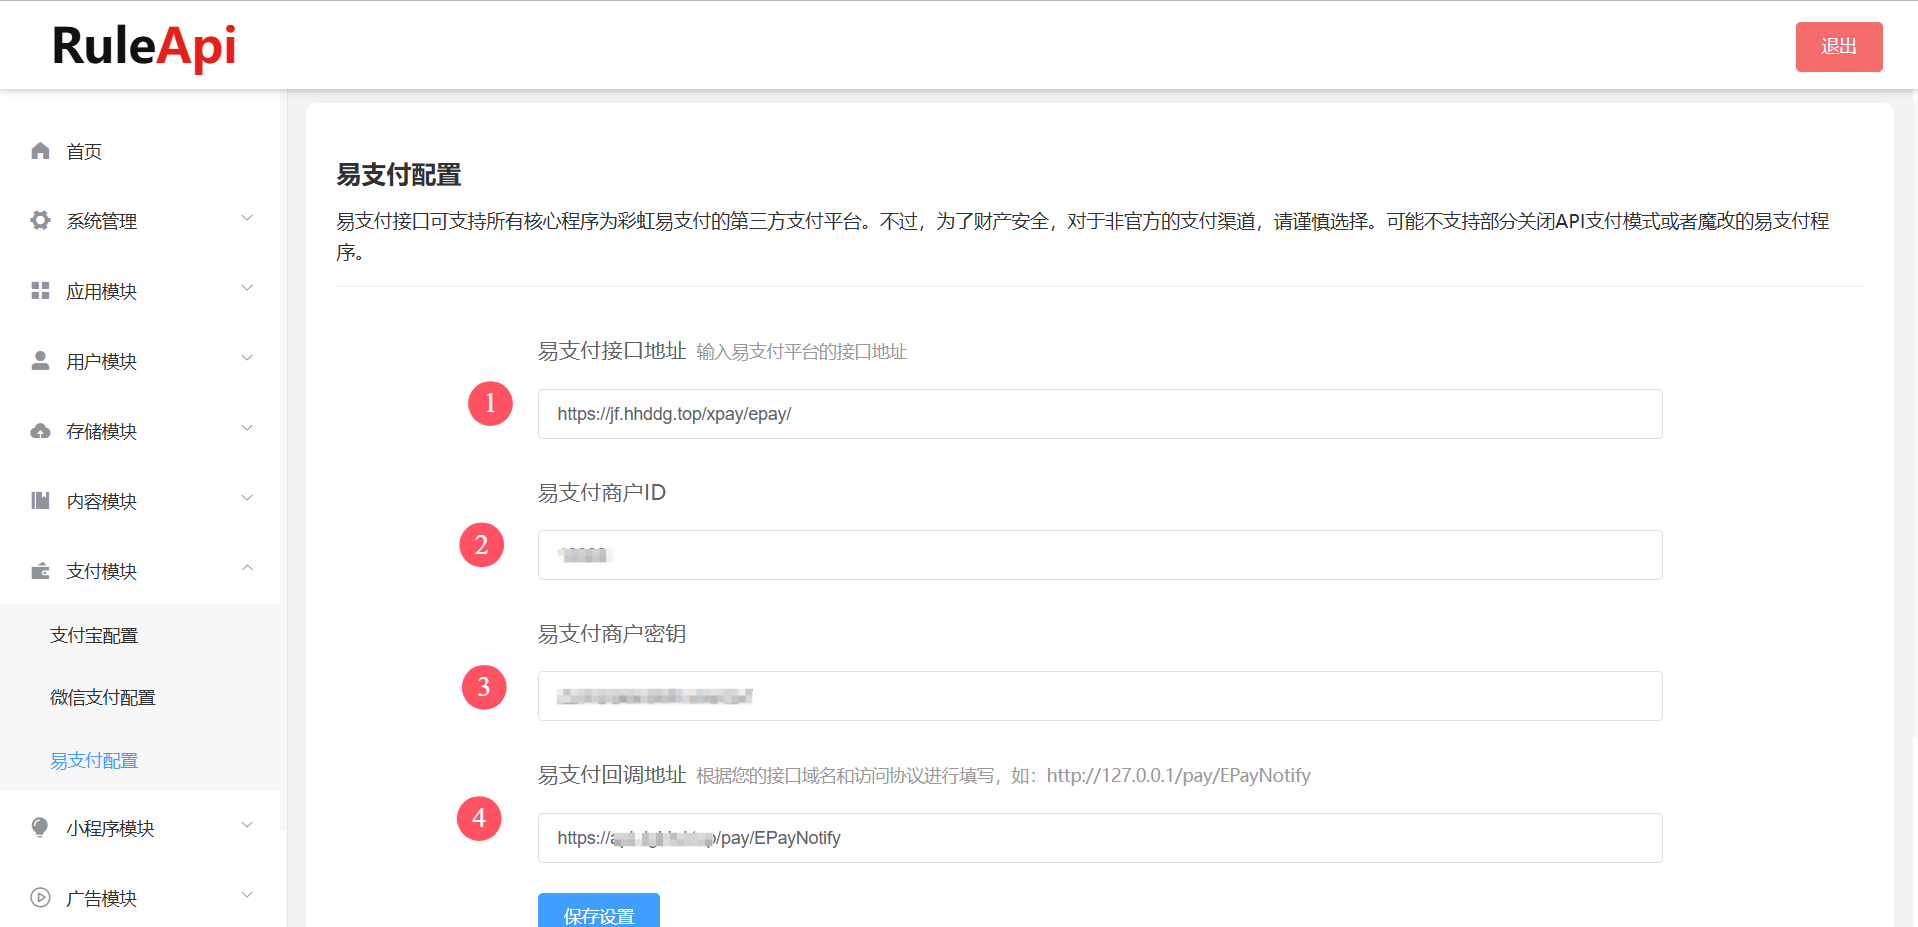 RuleApi
退出
首页
系统管理
应用模块
用户模块
存储模块
内容模块
支付模块
支付宝配置
微信支付配置
易支付配置
小程序模块
广告模块
易支付配置
易支付接口可支持所有核心程序为彩虹易支付的第三方支付平台。不过，为了财产安全，对于非官方的支付渠道，请谨慎选择。可能不支持部分关闭API支付模式或者魔改的易支付程
序。
易支付接口地址 输入易支付平台的接口地址
1
https://jf.hhddg.top/xpay/epay/
易支付商户ID
2
易支付商户密钥
3
易支付回调地址 根据您的接口域名和访问协议进行填写，如：http://127.0.0.1/pay/EPayNotify
4
https:// /pay/EPayNotify
保存设置